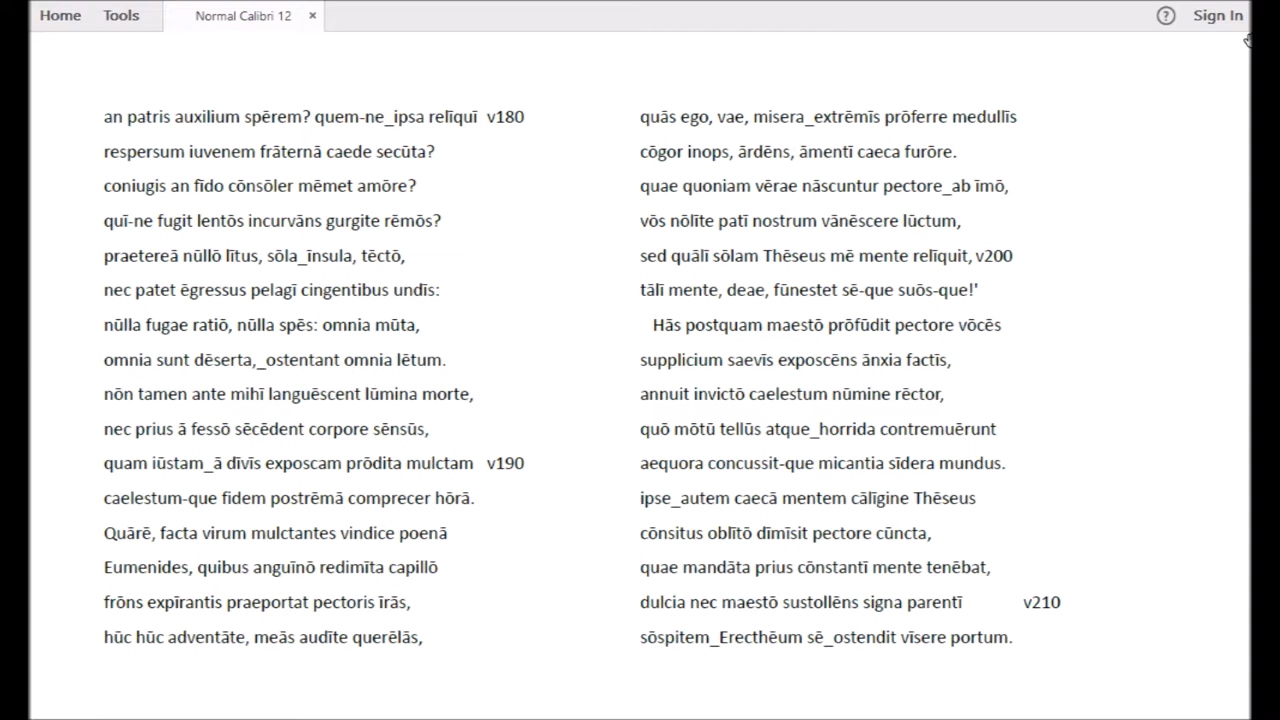 Home Tools Normal Calibri 12 × ? Sign In
an patris auxilium spērem? quem-ne_ipsa relīquī v180
respersum iuvenem frāternā caede secūta?
coniugis an fīdo cōnsōler mēmet amōre?
quī-ne fugit lentōs incurvāns gurgite rēmōs?
praetereā nūllō lītus, sōla_īnsula, tēctō,
nec patet ēgressus pelagī cingentibus undīs:
nūlla fugae ratiō, nūlla spēs: omnia mūta,
omnia sunt dēserta,_ostentant omnia lētum.
nōn tamen ante mihī languēscent lūmina morte,
nec prius ā fessō sēcēdent corpore sēnsūs,
quam iūstam_ā dīvīs exposcam prōdita mulctam v190
caelestum-que fidem postrēmā comprecer hōrā.
Quārē, facta virum mulctantes vindice poenā
Eumenides, quibus anguīnō redimīta capillō
frōns expīrantis praeportat pectoris īrās,
hūc hūc adventāte, meās audīte querēlās,
quās ego, vae, misera_extrēmīs prōferre medullīs
cōgor inops, ārdēns, āmentī caeca furōre.
quae quoniam vērae nāscuntur pectore_ab īmō,
vōs nōlīte patī nostrum vānēscere lūctum,
sed quālī sōlam Thēseus mē mente relīquit, v200
tālī mente, deae, fūnestet sē-que suōs-que!'
Hās postquam maestō prōfūdit pectore vōcēs
supplicium saevīs exposcēns ānxia factīs,
annuit invictō caelestum nūmine rēctor,
quō mōtū tellūs atque_horrida contremuērunt
aequora concussit-que micantia sīdera mundus.
ipse_autem caecā mentem cālīgine Thēseus
cōnsitus oblītō dīmīsit pectore cūncta,
quae mandāta prius cōnstantī mente tenēbat,
dulcia nec maestō sustollēns signa parentī v210
sōspitem_Erecthēum sē_ostendit vīsere portum.